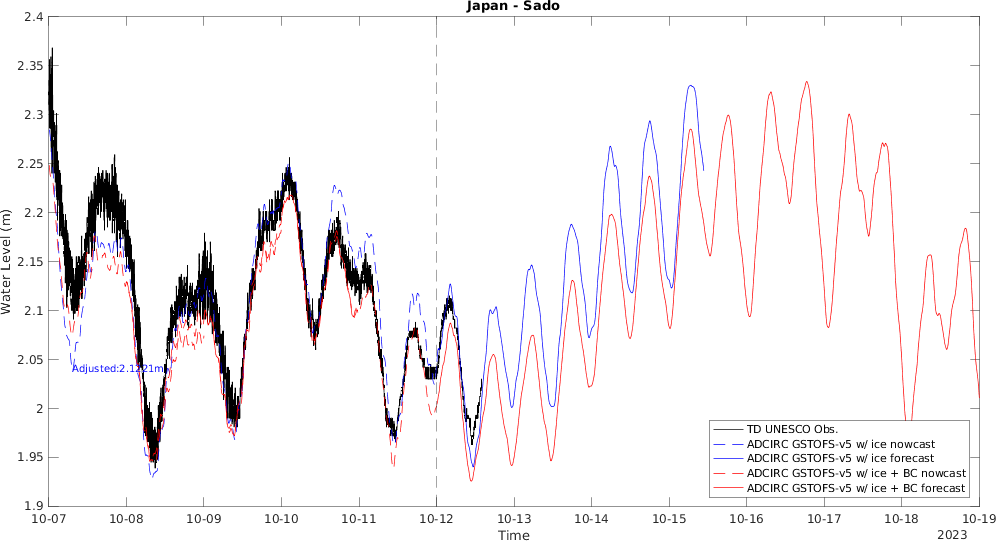 Japan - Sado
2.4
2.35
2.3
2.25
2.2
2.15
2.1
2.05
2
1.95
1.9
Water Level (m)
Adjusted:2.1221m
TD UNESCO Obs.
ADCIRC GSTOFS-v5 w/ ice nowcast
ADCIRC GSTOFS-v5 w/ ice forecast
ADCIRC GSTOFS-v5 w/ ice + BC nowcast
ADCIRC GSTOFS-v5 w/ ice + BC forecast
10-07 10-08 10-09 10-10 10-11 10-12 10-13 10-14 10-15 10-16 10-17 10-18 10-19
Time
2023